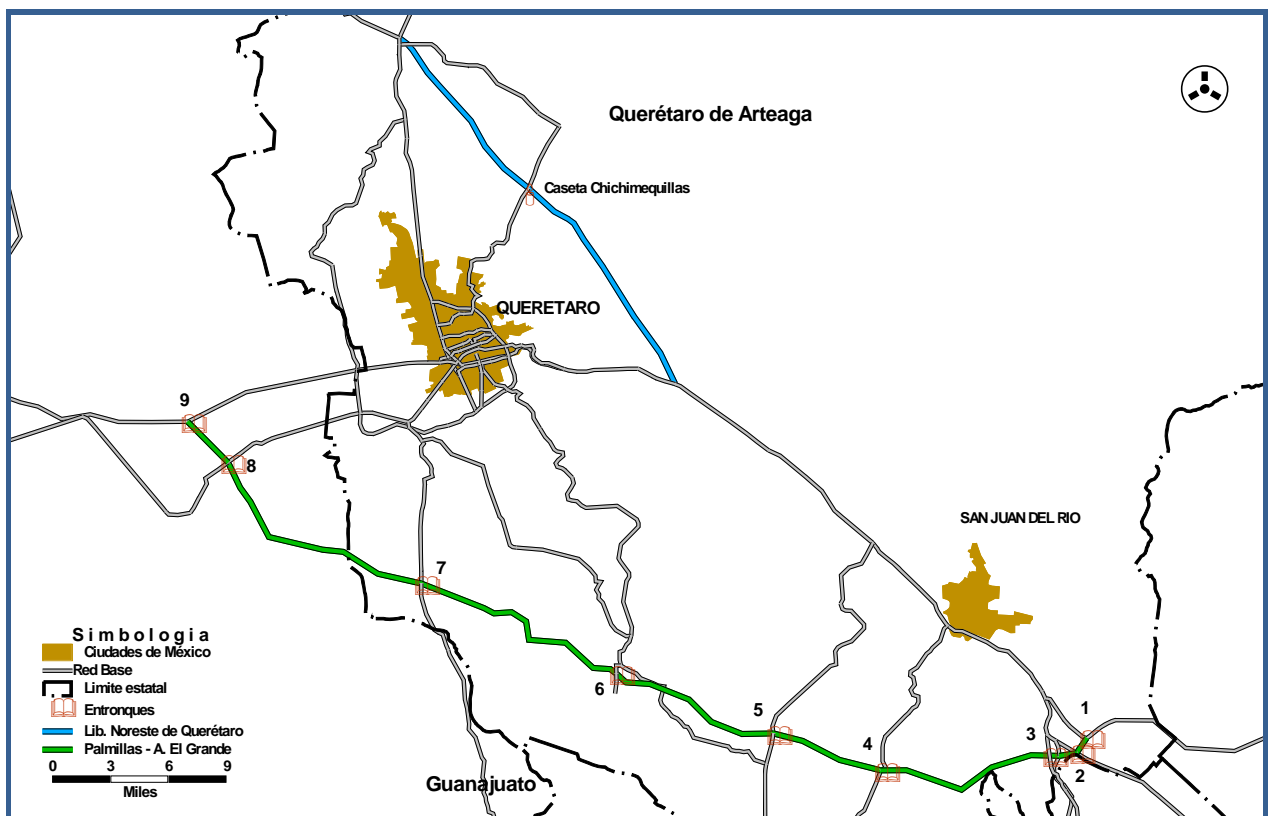 Querétaro de Arteaga
Caseta Chichimequillas
QUERETARO
9
8
SAN JUAN DEL RIO
7
6
5
4
3
1
2
Guanajuato
Simbologia
Ciudades de México
Red Base
Limite estatal
Entronques
Lib. Noreste de Querétaro
Palmillas - A. El Grande
0 3 6 9
Miles